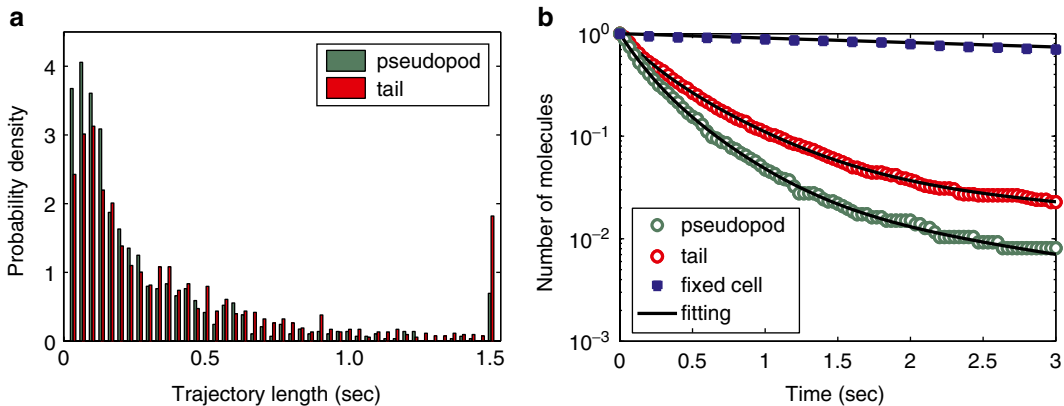 a
Probability density
4
3
2
1
0
0
0.5
1.0
1.5
Trajectory length (sec)
pseudopod
tail
b
Number of molecules
10⁰
10⁻¹
10⁻²
10⁻³
0
0.5
1
1.5
2
2.5
3
Time (sec)
pseudopod
tail
fixed cell
fitting